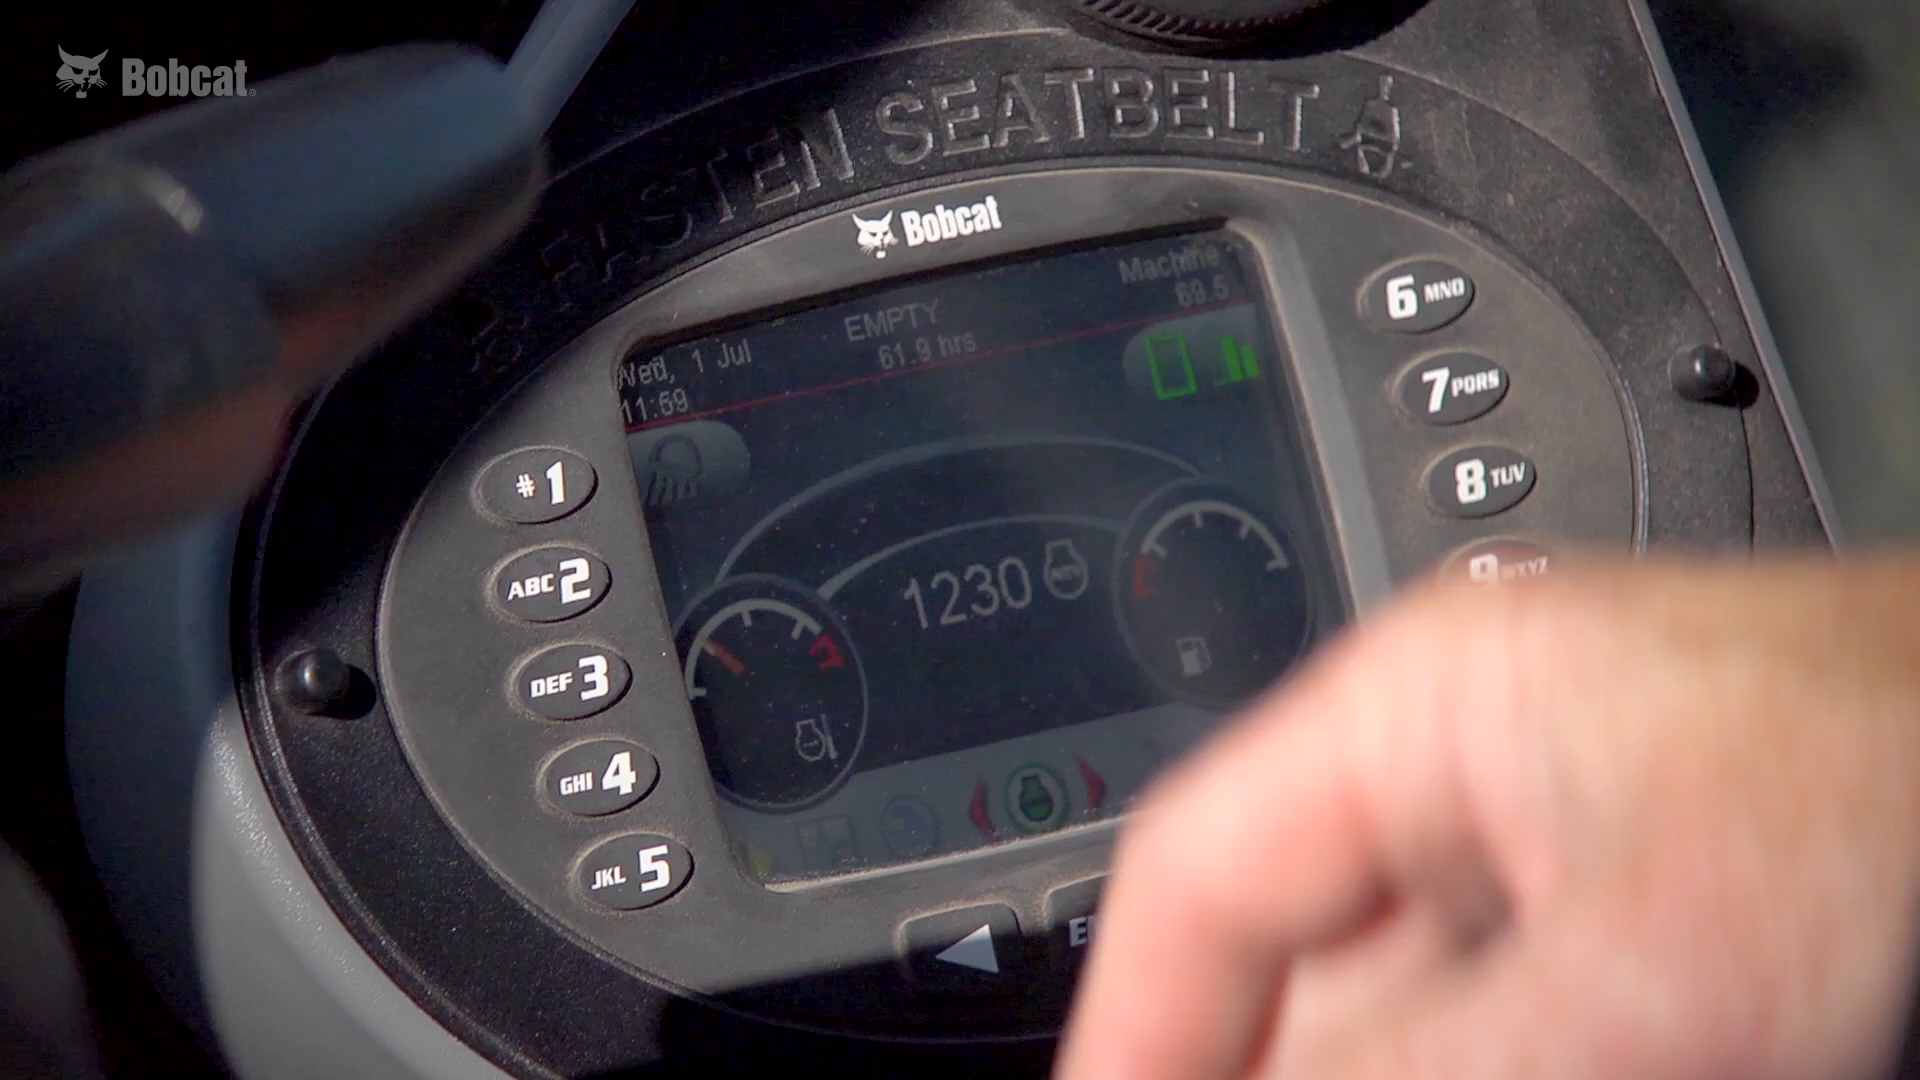 Bobcat
FASTEN SEATBELT
Bobcat
Machine
69.5
EMPTY
61.9 hrs
Wed, 1 Jul
11:59
1230 AUTO
# 1
ABC 2
DEF 3
GHI 4
JKL 5
6 MNO
7 PQRS
8 TUV
9 WXYZ